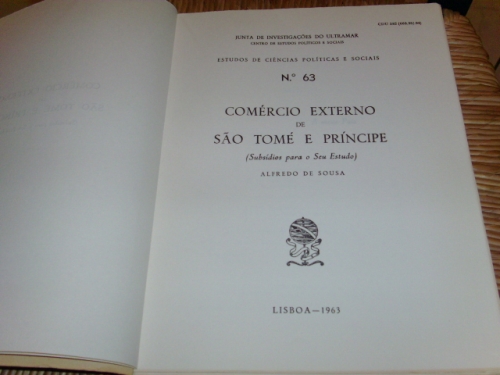 JUNTA DE INVESTIGAÇÕES DO ULTRAMAR
CENTRO DE ESTUDOS POLÍTICOS E SOCIAIS
ESTUDOS DE CIÊNCIAS POLÍTICAS E SOCIAIS
N.º 63
COMÉRCIO EXTERNO
DE
SÃO TOMÉ E PRÍNCIPE
(Subsídios para o Seu Estudo)
ALFREDO DE SOUSA
LISBOA—1963